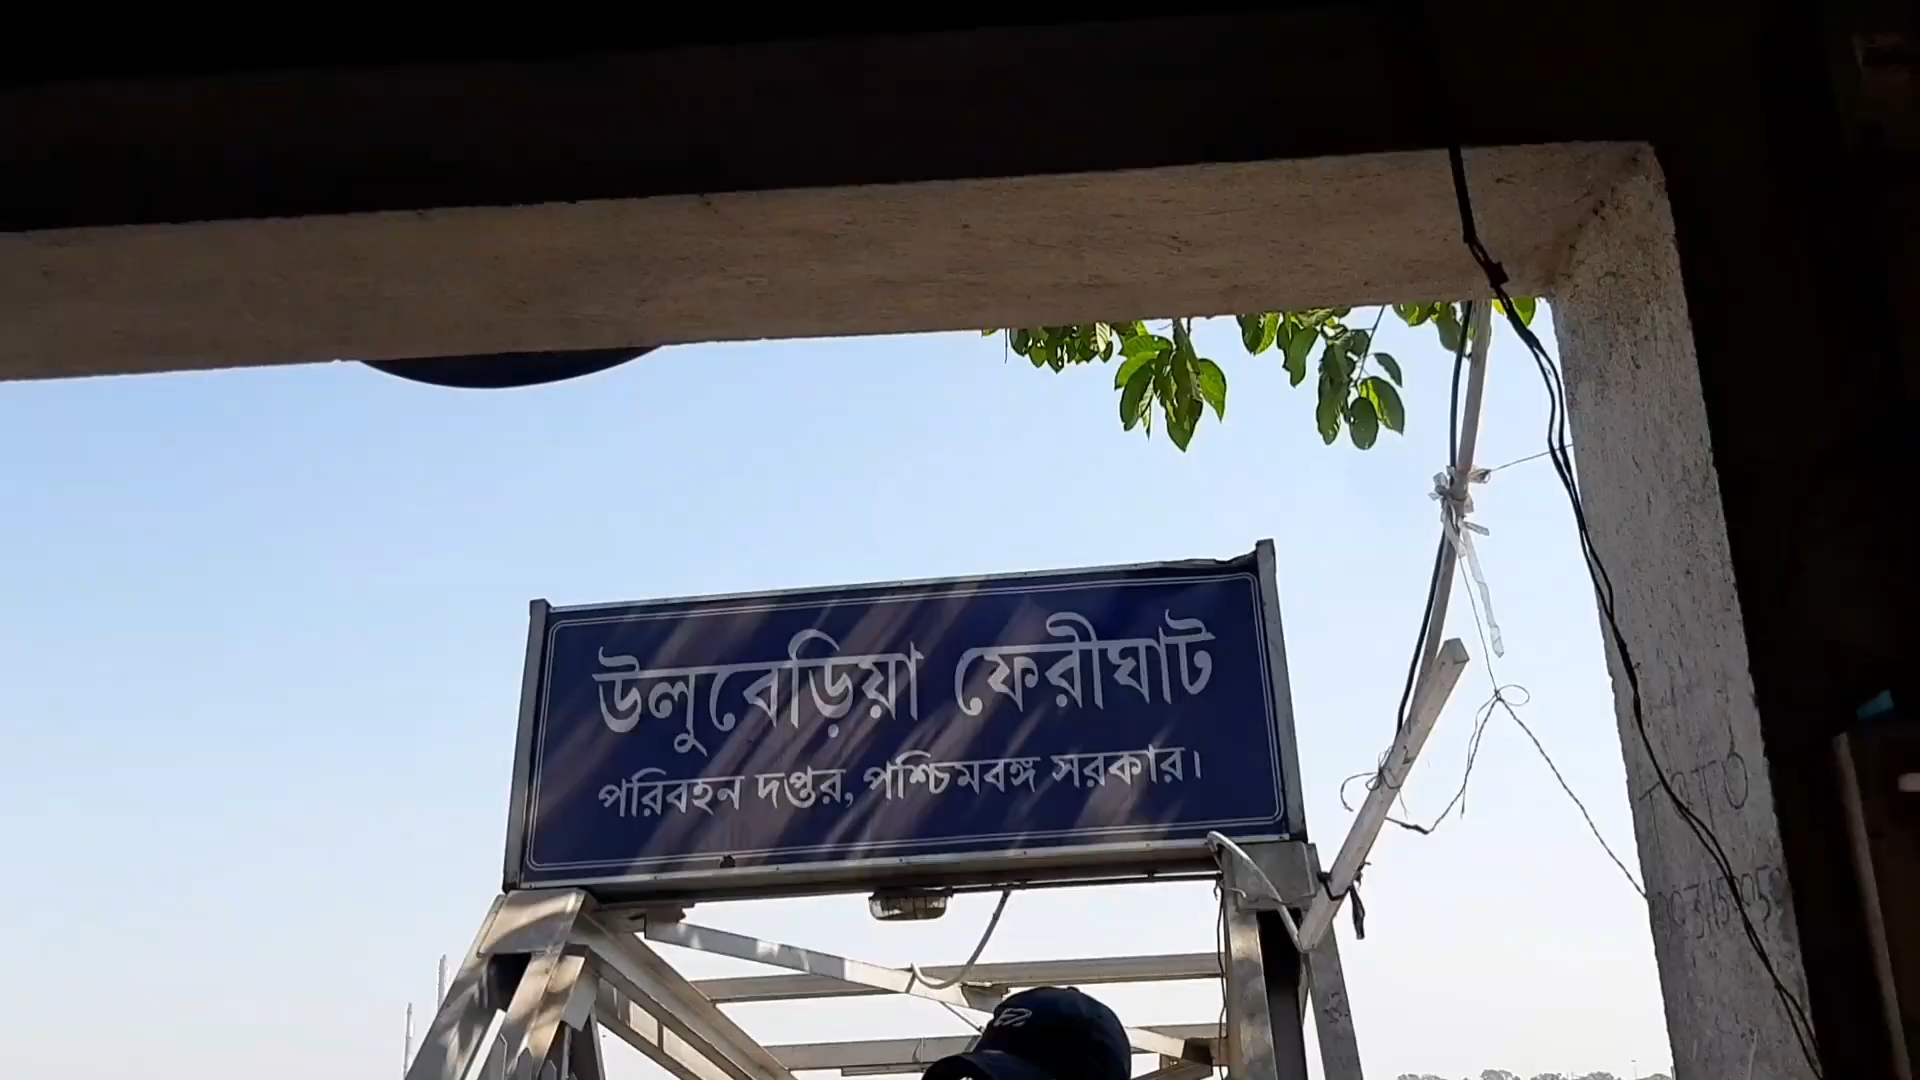 উলুবেড়িয়া ফেরীঘাট
পরিবহন দপ্তর, পশ্চিমবঙ্গ সরকার।